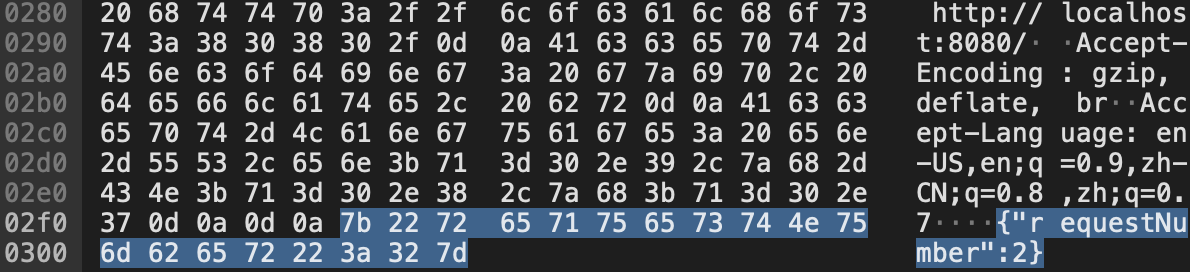 0280 20 68 74 74 70 3a 2f 2f 6c 6f 63 61 6c 68 6f 73 http:// localhos
0290 74 3a 38 30 38 30 2f 0d 0a 41 63 63 65 70 74 2d t:8080/· ·Accept-
02a0 45 6e 63 6f 64 69 6e 67 3a 20 67 7a 69 70 2c 20 Encoding : gzip,
02b0 64 65 66 6c 61 74 65 2c 20 62 72 0d 0a 41 63 63 deflate, br··Acc
02c0 65 70 74 2d 4c 61 6e 67 75 61 67 65 3a 20 65 6e ept-Lang uage: en
02d0 2d 55 53 2c 65 6e 3b 71 3d 30 2e 39 2c 7a 68 2d -US,en;q =0.9,zh-
02e0 43 4e 3b 71 3d 30 2e 38 2c 7a 68 3b 71 3d 30 2e CN;q=0.8 ,zh;q=0.
02f0 37 0d 0a 0d 0a 7b 22 72 65 71 75 65 73 74 4e 75 7····{"r equestNu
0300 6d 62 65 72 22 3a 32 7d mber":2}